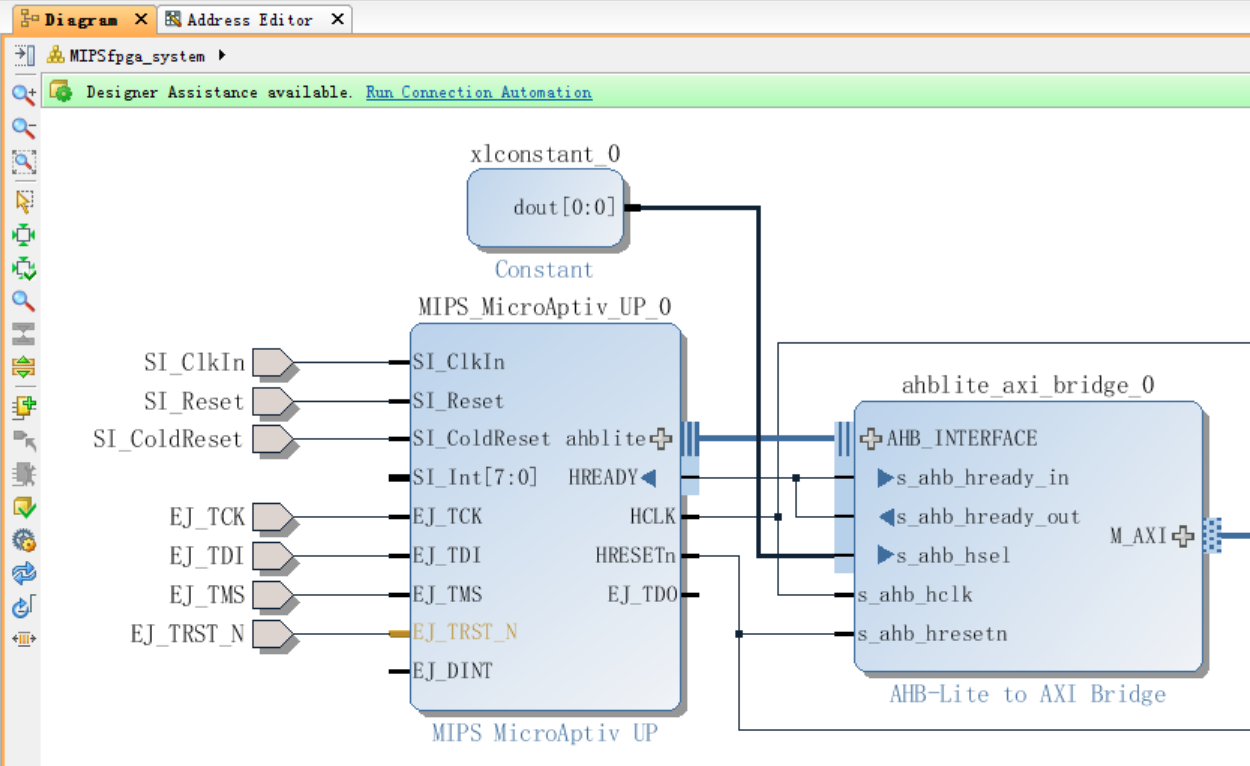 Diagram × Address Editor ×
MIPSfpga_system
Designer Assistance available. Run Connection Automation
xlconstant_0
dout[0:0]
Constant
MIPS_MicroAptiv_UP_0
SI_ClkIn
SI_Reset
SI_ColdReset
EJ_TCK
EJ_TDI
EJ_TMS
EJ_TRST_N
SI_ClkIn
SI_Reset
SI_ColdReset
SI_Int[7:0]
EJ_TCK
EJ_TDI
EJ_TMS
EJ_TRST_N
EJ_DINT
ahblite
HREADY
HCLK
HRESETn
EJ_TDO
MIPS MicroAptiv UP
ahblite_axi_bridge_0
AHB_INTERFACE
s_ahb_hready_in
s_ahb_hready_out
s_ahb_hsel
s_ahb_hclk
s_ahb_hresetn
M_AXI
AHB-Lite to AXI Bridge